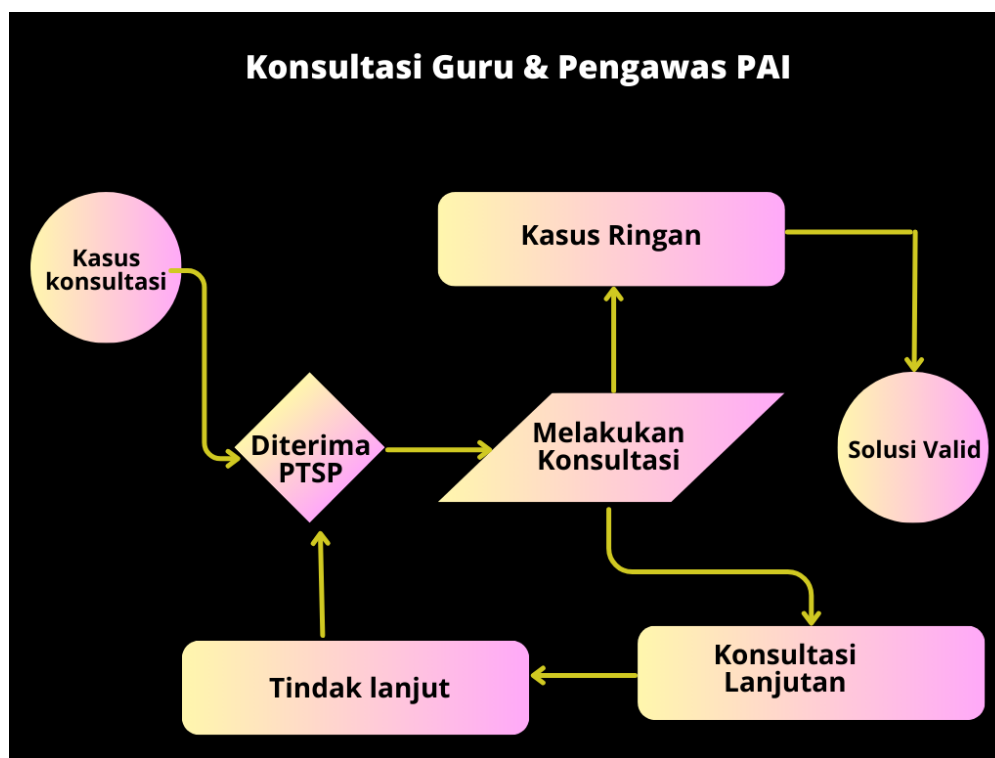 Konsultasi Guru & Pengawas PAI
Kasus
konsultasi
Kasus Ringan
Diterima
PTSP
Melakukan
Konsultasi
Solusi Valid
Konsultasi
Lanjutan
Tindak lanjut